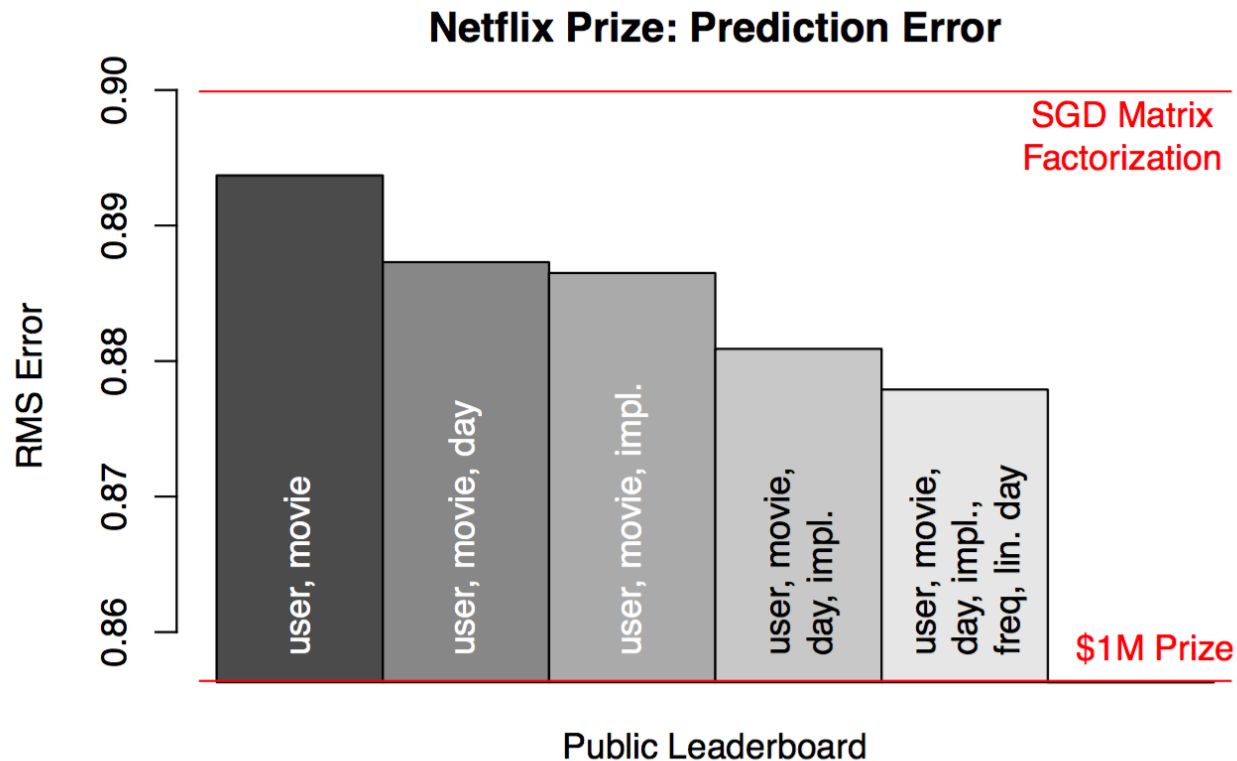 Netflix Prize: Prediction Error
SGD Matrix
Factorization
RMS Error
0.90
0.89
0.88
0.87
0.86
user, movie
user, movie, day
user, movie, impl.
user, movie,
day, impl.
user, movie,
day, impl.,
freq, lin. day
$1M Prize
Public Leaderboard